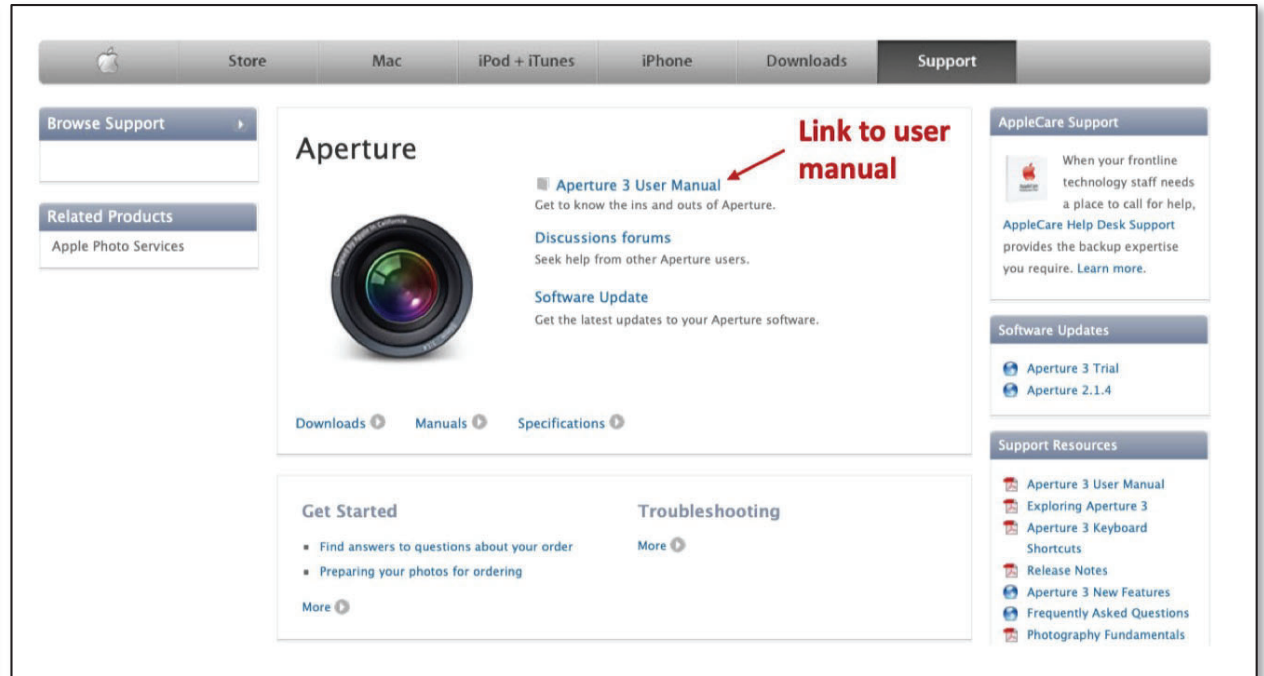 Store
Mac
iPod + iTunes
iPhone
Downloads
Support
Browse Support
Related Products
Apple Photo Services
Aperture
Link to user
manual
Aperture 3 User Manual
Get to know the ins and outs of Aperture.
Discussions forums
Seek help from other Aperture users.
Software Update
Get the latest updates to your Aperture software.
Designed by Apple in California
Downloads
Manuals
Specifications
Get Started
Find answers to questions about your order
Preparing your photos for ordering
More
Troubleshooting
More
AppleCare Support
When your frontline
technology staff needs
a place to call for help,
AppleCare Help Desk Support
provides the backup expertise
you require. Learn more.
Software Updates
Aperture 3 Trial
Aperture 2.1.4
Support Resources
Aperture 3 User Manual
Exploring Aperture 3
Aperture 3 Keyboard
Shortcuts
Release Notes
Aperture 3 New Features
Frequently Asked Questions
Photography Fundamentals